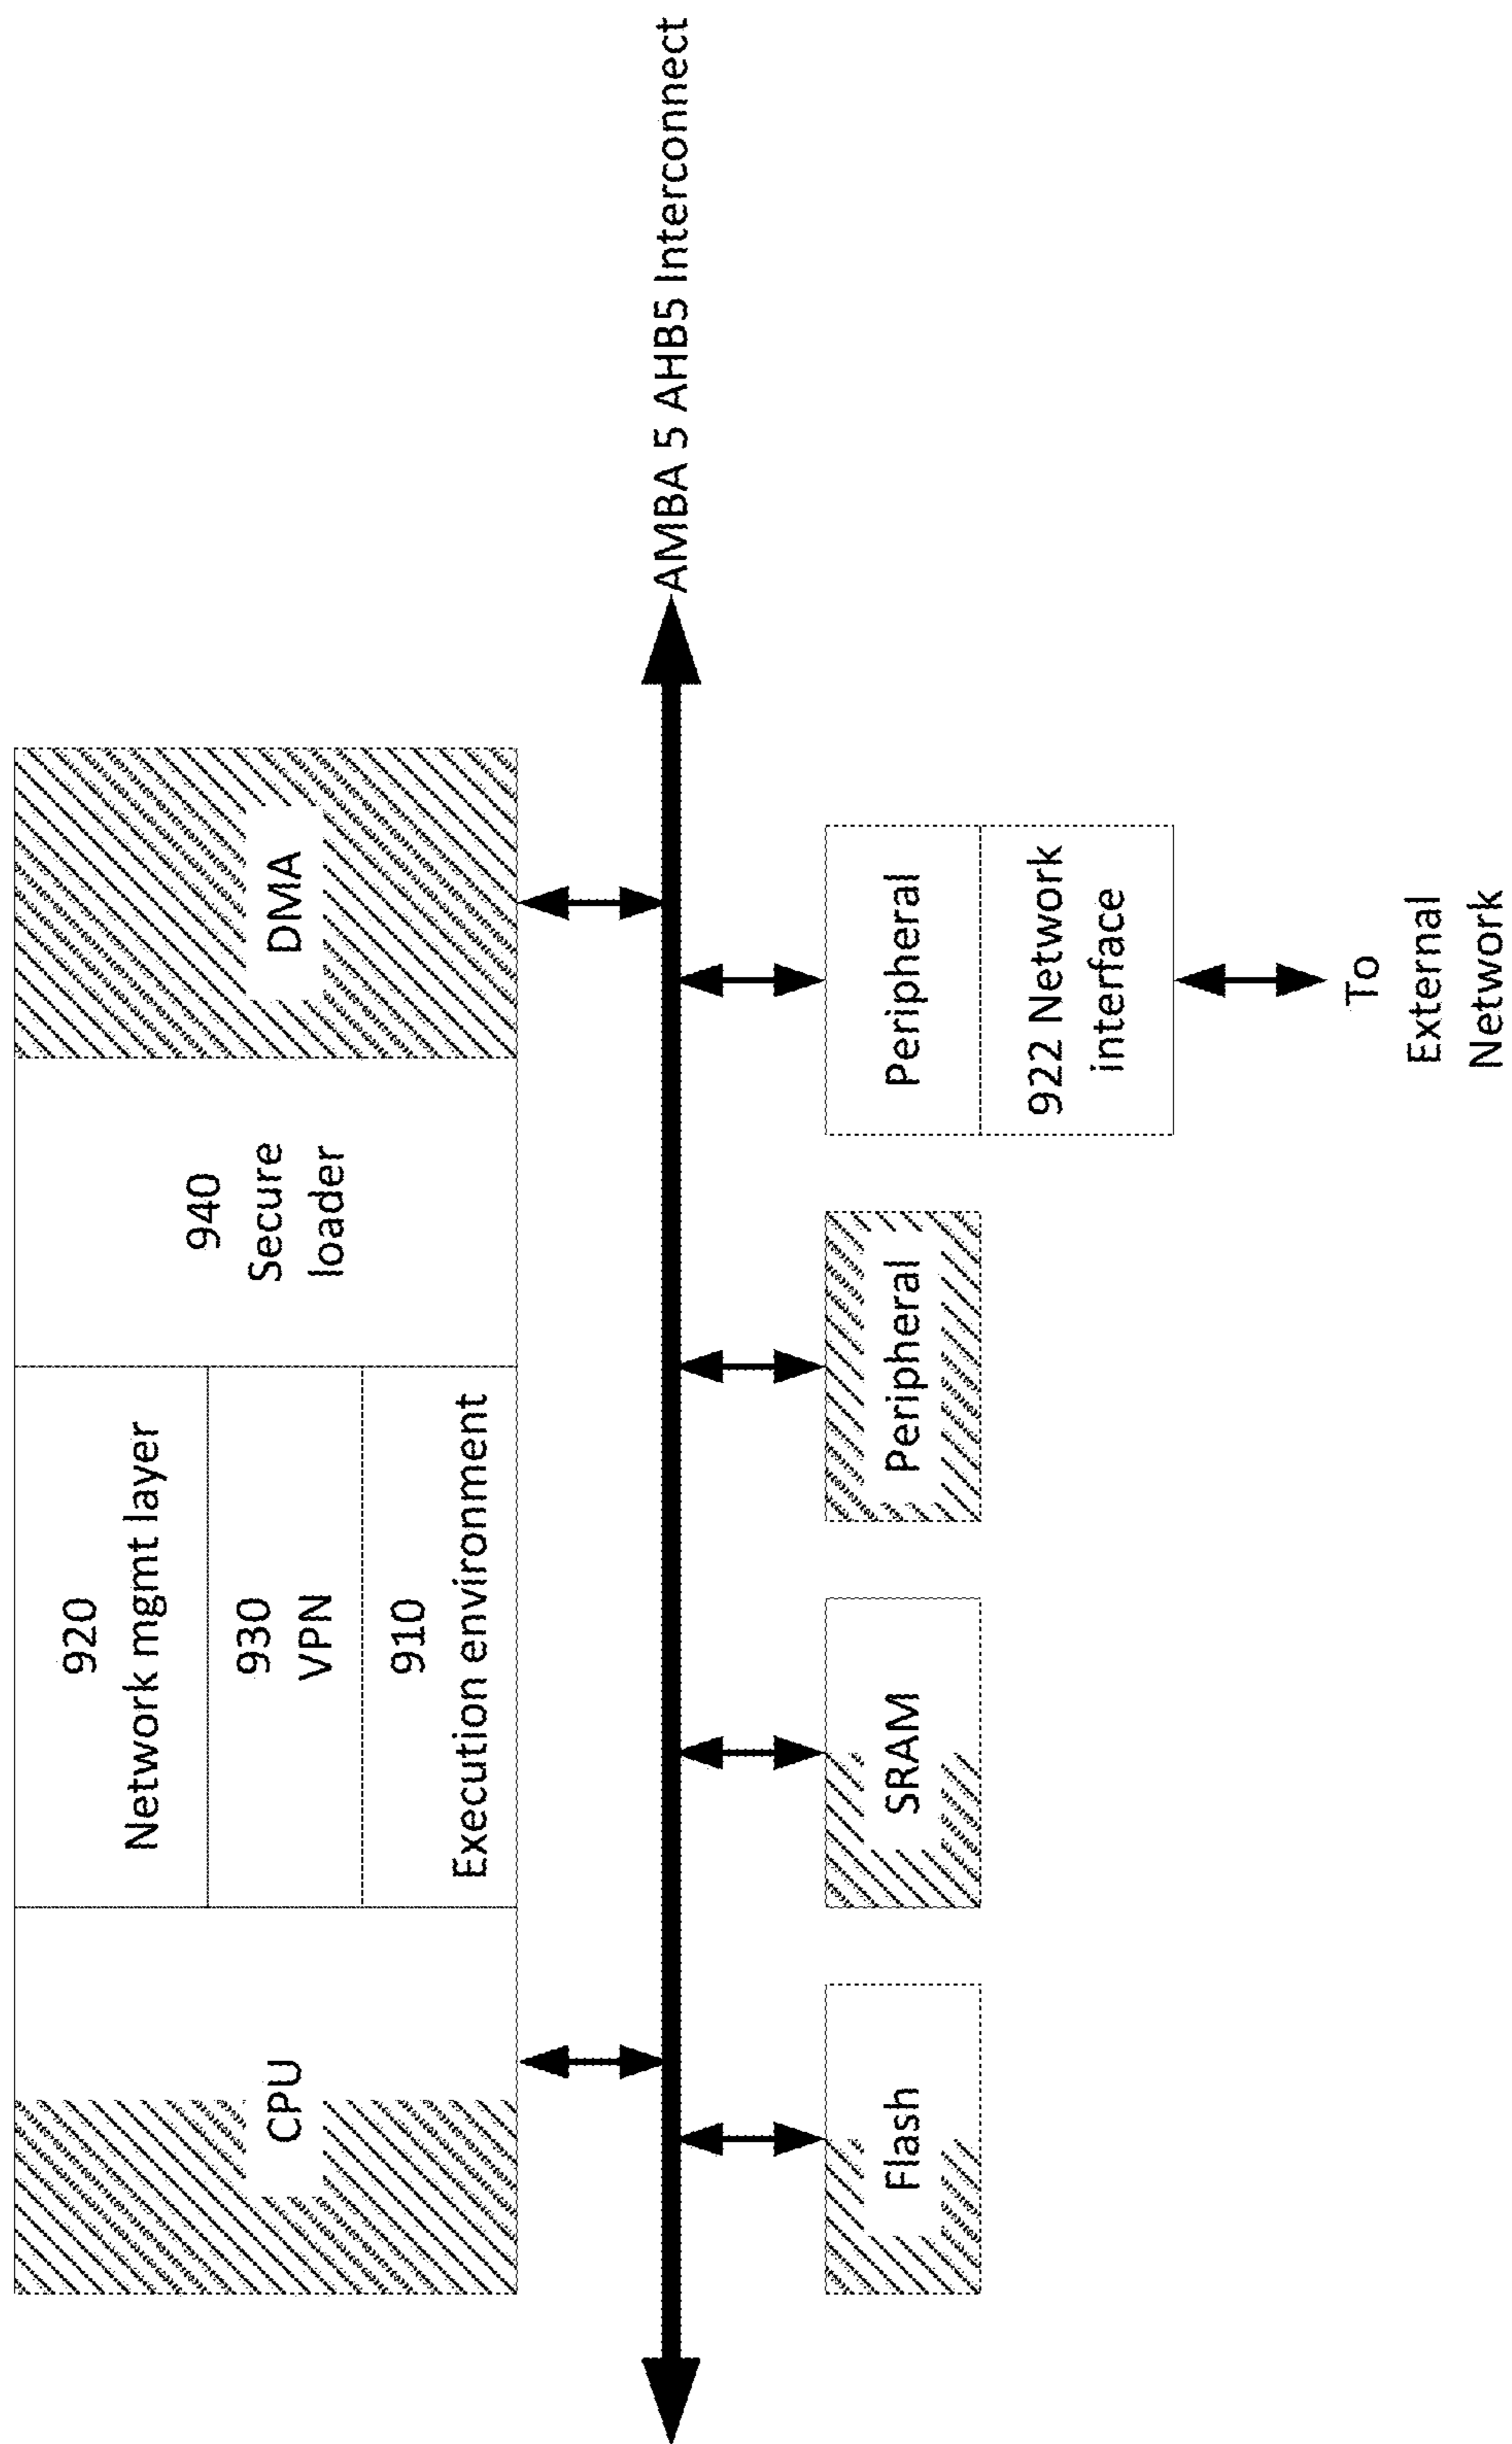 CPU
920
Network mgmt layer
930
VPN
910
Execution environment
940
Secure
loader
DMA
AMBA 5 AHB5 Interconnect
Flash
SRAM
Peripheral
Peripheral
922 Network
interface
To
External
Network